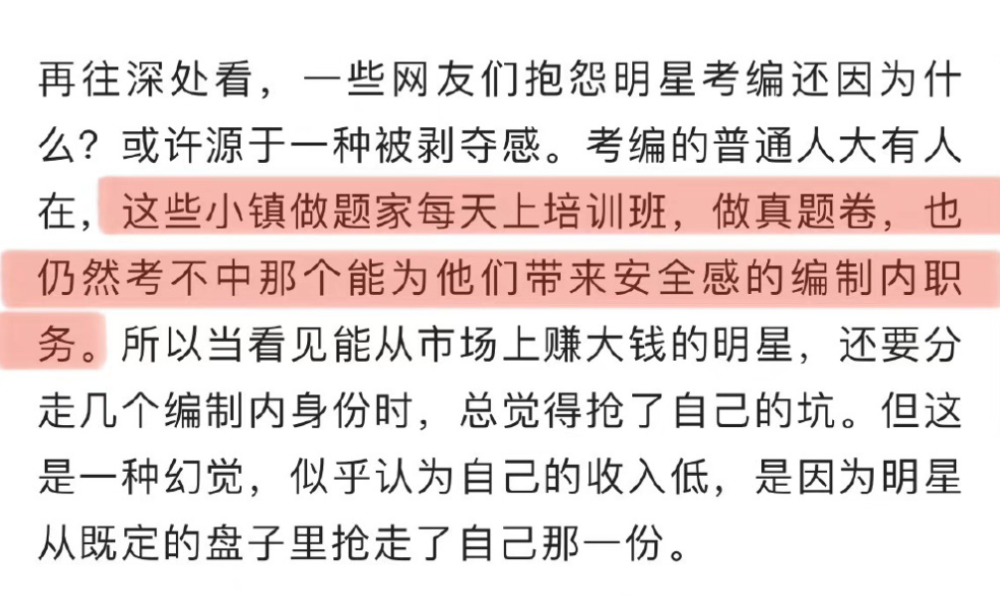 再往深处看，一些网友们抱怨明星考编还因为什
么？或许源于一种被剥夺感。考编的普通人大有人
在，这些小镇做题家每天上培训班，做真题卷，也
仍然考不中那个能为他们带来安全感的编制内职
务。所以当看见能从市场上赚大钱的明星，还要分
走几个编制内身份时，总觉得抢了自己的坑。但这
是一种幻觉，似乎认为自己的收入低，是因为明星
从既定的盘子里抢走了自己那一份。